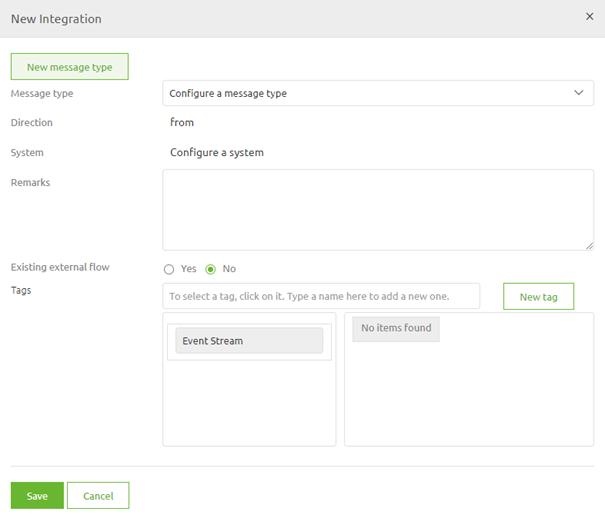 New Integration
×
New message type
Message type
Configure a message type
Direction
from
System
Configure a system
Remarks
Existing external flow
Yes
No
Tags
To select a tag, click on it. Type a name here to add a new one.
New tag
Event Stream
No items found
Save
Cancel